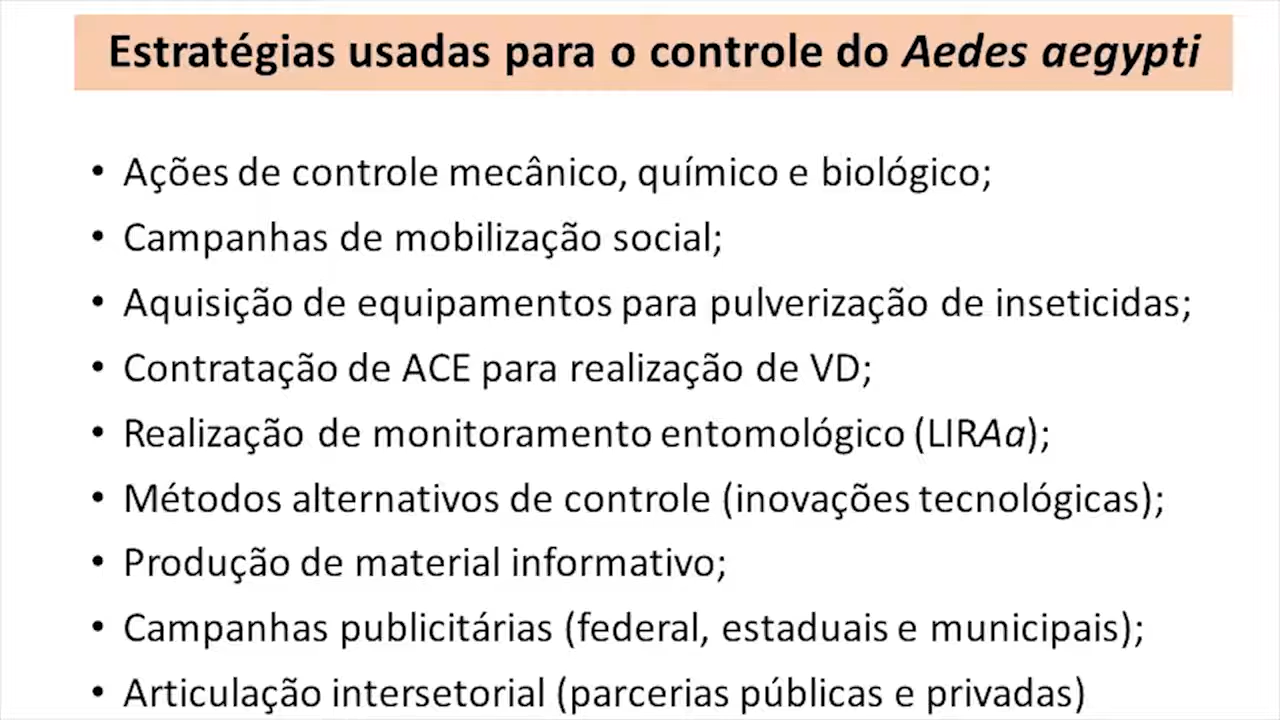 Estratégias usadas para o controle do Aedes aegypti
• Ações de controle mecânico, químico e biológico;
• Campanhas de mobilização social;
• Aquisição de equipamentos para pulverização de inseticidas;
• Contratação de ACE para realização de VD;
• Realização de monitoramento entomológico (LIRAa);
• Métodos alternativos de controle (inovações tecnológicas);
• Produção de material informativo;
• Campanhas publicitárias (federal, estaduais e municipais);
• Articulação intersetorial (parcerias públicas e privadas)